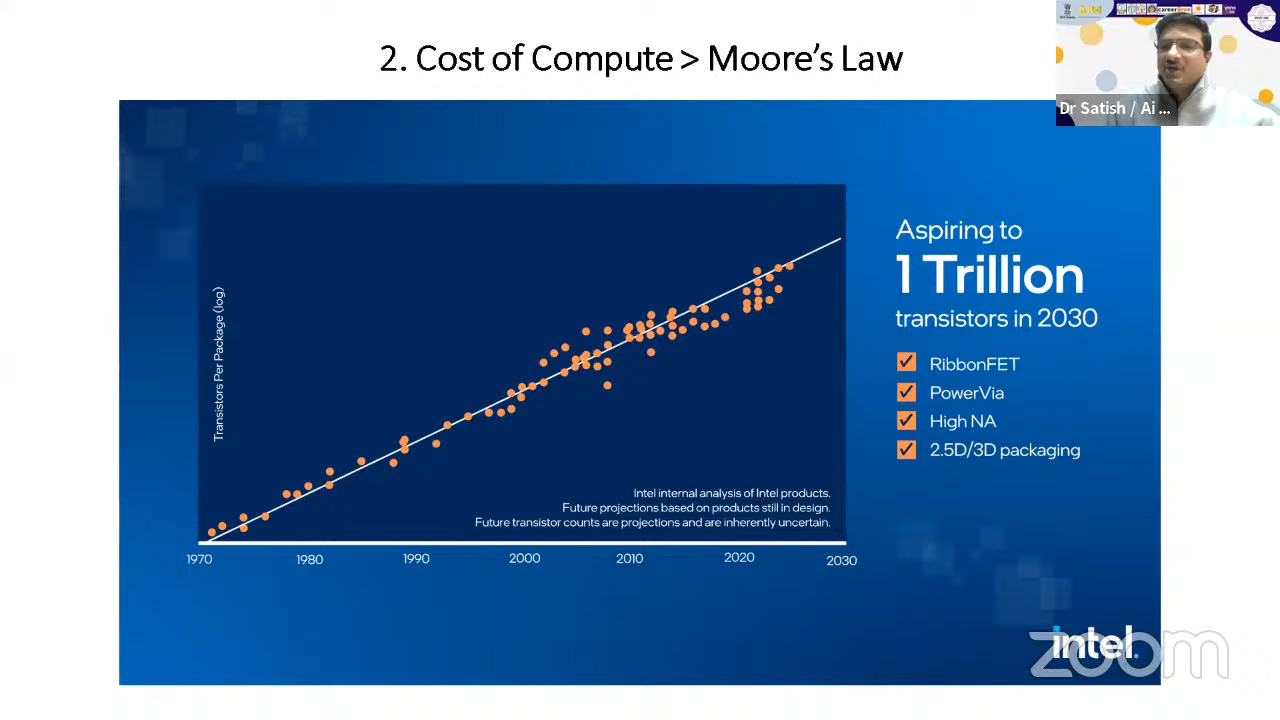 2. Cost of Compute > Moore's Law
Dr Satish / Ai ...
Aspiring to
1 Trillion
transistors in 2030
RibbonFET
PowerVia
High NA
2.5D/3D packaging
Transistors Per Package (log)
Intel internal analysis of Intel products.
Future projections based on products still in design.
Future transistor counts are projections and are inherently uncertain.
1970 1980 1990 2000 2010 2020 2030
intel.
zoom